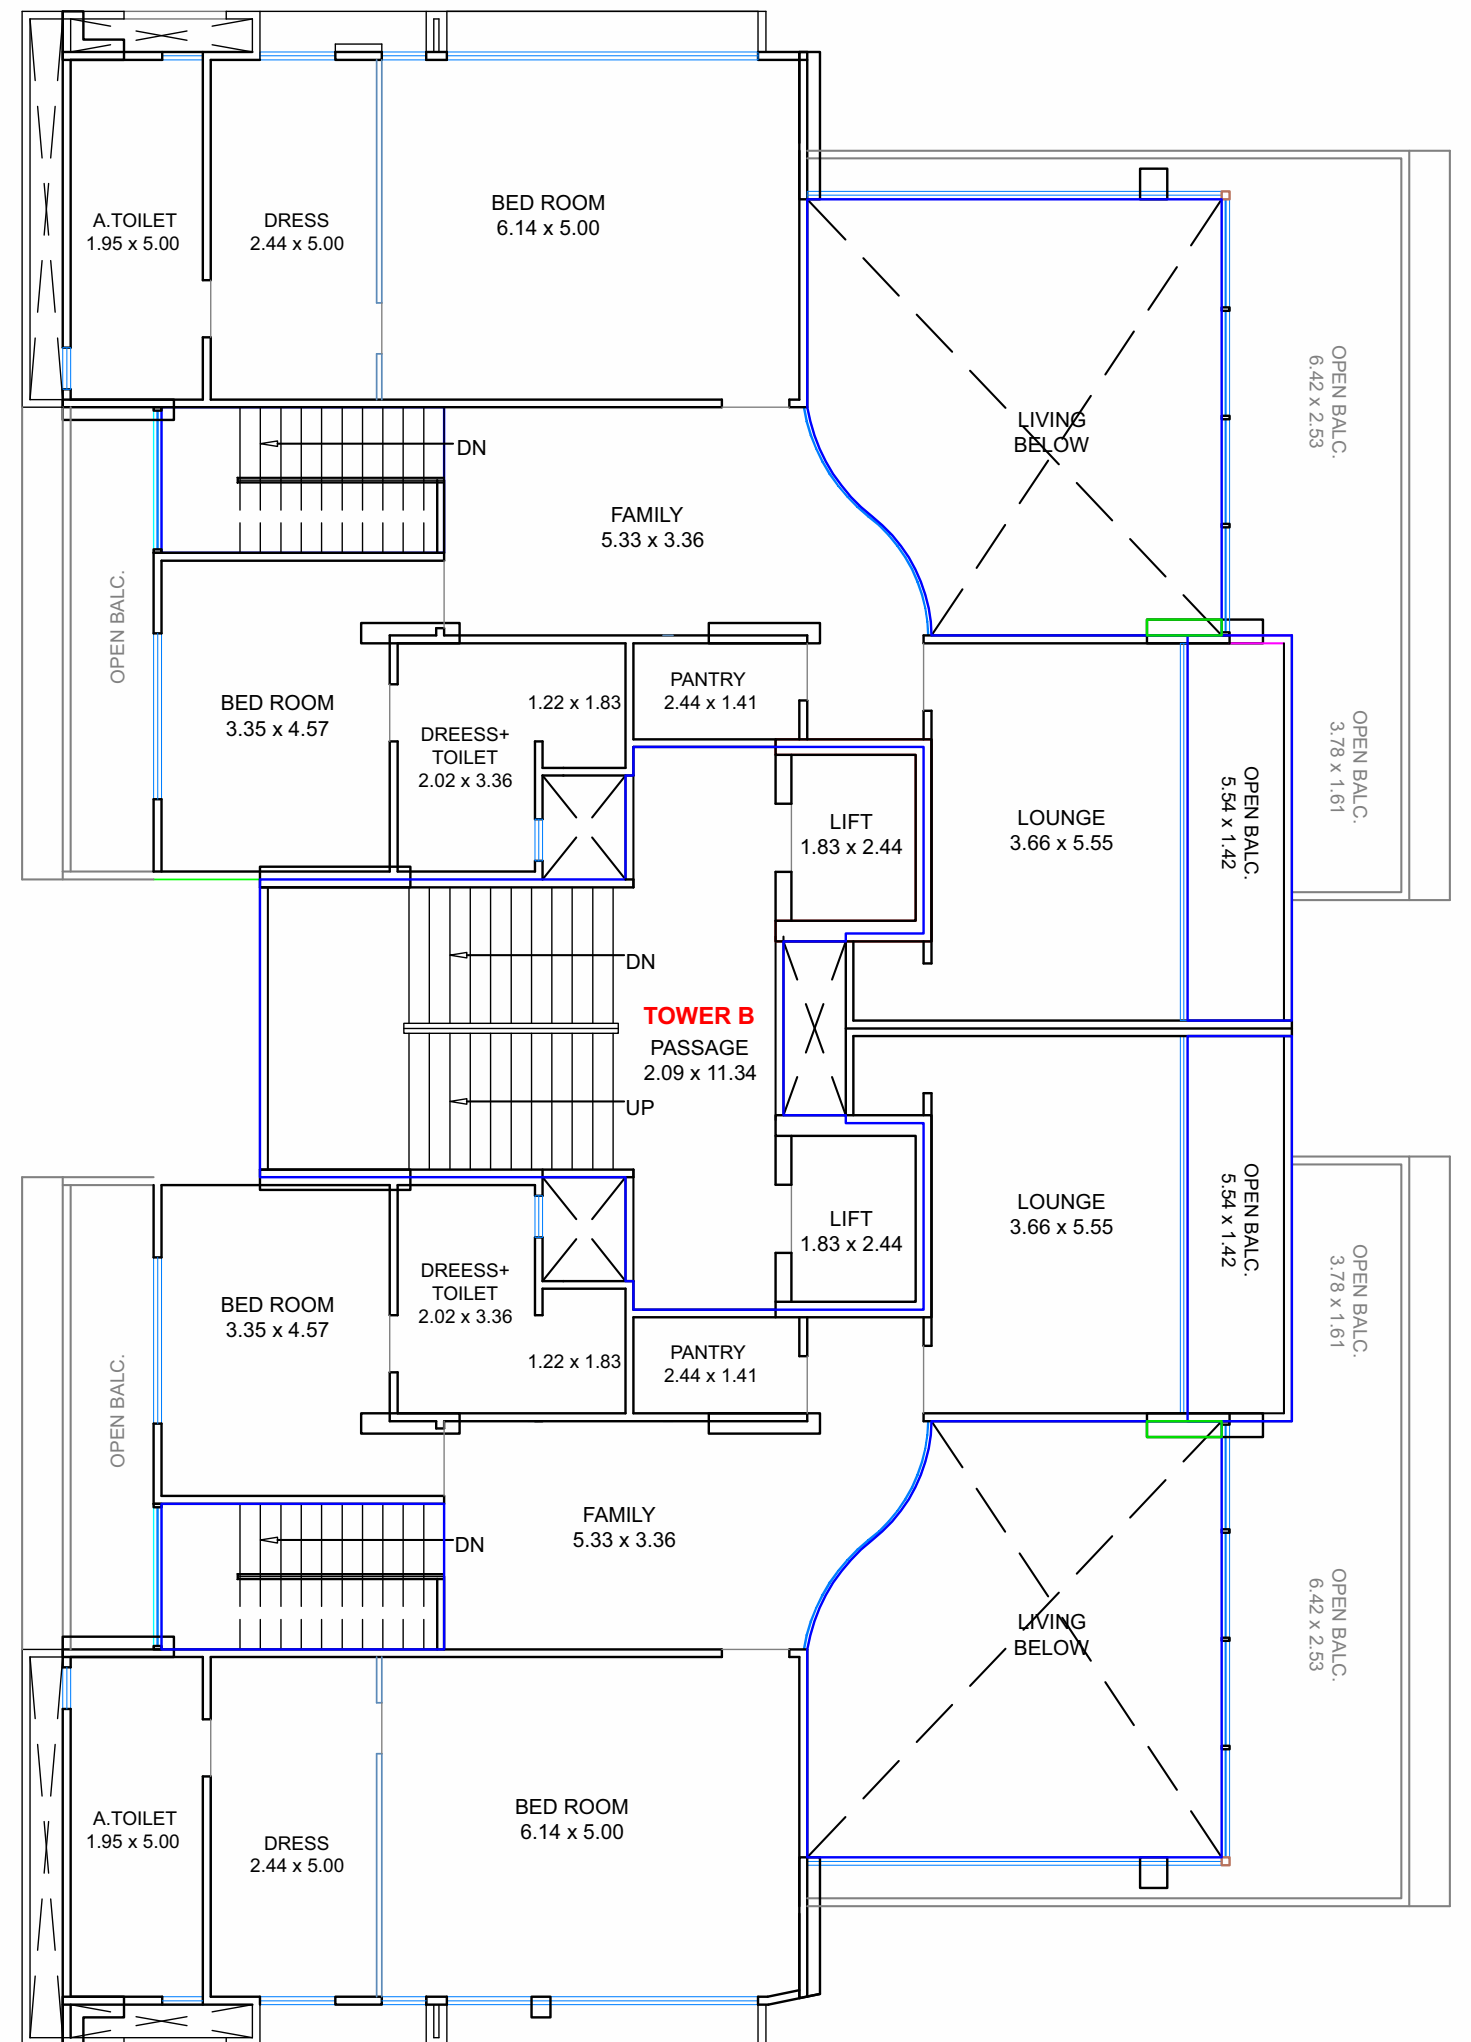 A.TOILET
1.95 x 5.00
DRESS
2.44 x 5.00
BED ROOM
6.14 x 5.00
LIVING
BELOW
OPEN BALC.
6.42 x 2.53
DN
FAMILY
5.33 x 3.36
OPEN BALC.
BED ROOM
3.35 x 4.57
DREESS+
TOILET
2.02 x 3.36
1.22 x 1.83
PANTRY
2.44 x 1.41
LIFT
1.83 x 2.44
LOUNGE
3.66 x 5.55
OPEN BALC.
5.54 x 1.42
OPEN BALC.
3.78 x 1.61
DN
TOWER B
PASSAGE
2.09 x 11.34
UP
LIFT
1.83 x 2.44
LOUNGE
3.66 x 5.55
OPEN BALC.
5.54 x 1.42
OPEN BALC.
3.78 x 1.61
BED ROOM
3.35 x 4.57
DREESS+
TOILET
2.02 x 3.36
1.22 x 1.83
PANTRY
2.44 x 1.41
OPEN BALC.
DN
FAMILY
5.33 x 3.36
LIVING
BELOW
OPEN BALC.
6.42 x 2.53
A.TOILET
1.95 x 5.00
DRESS
2.44 x 5.00
BED ROOM
6.14 x 5.00